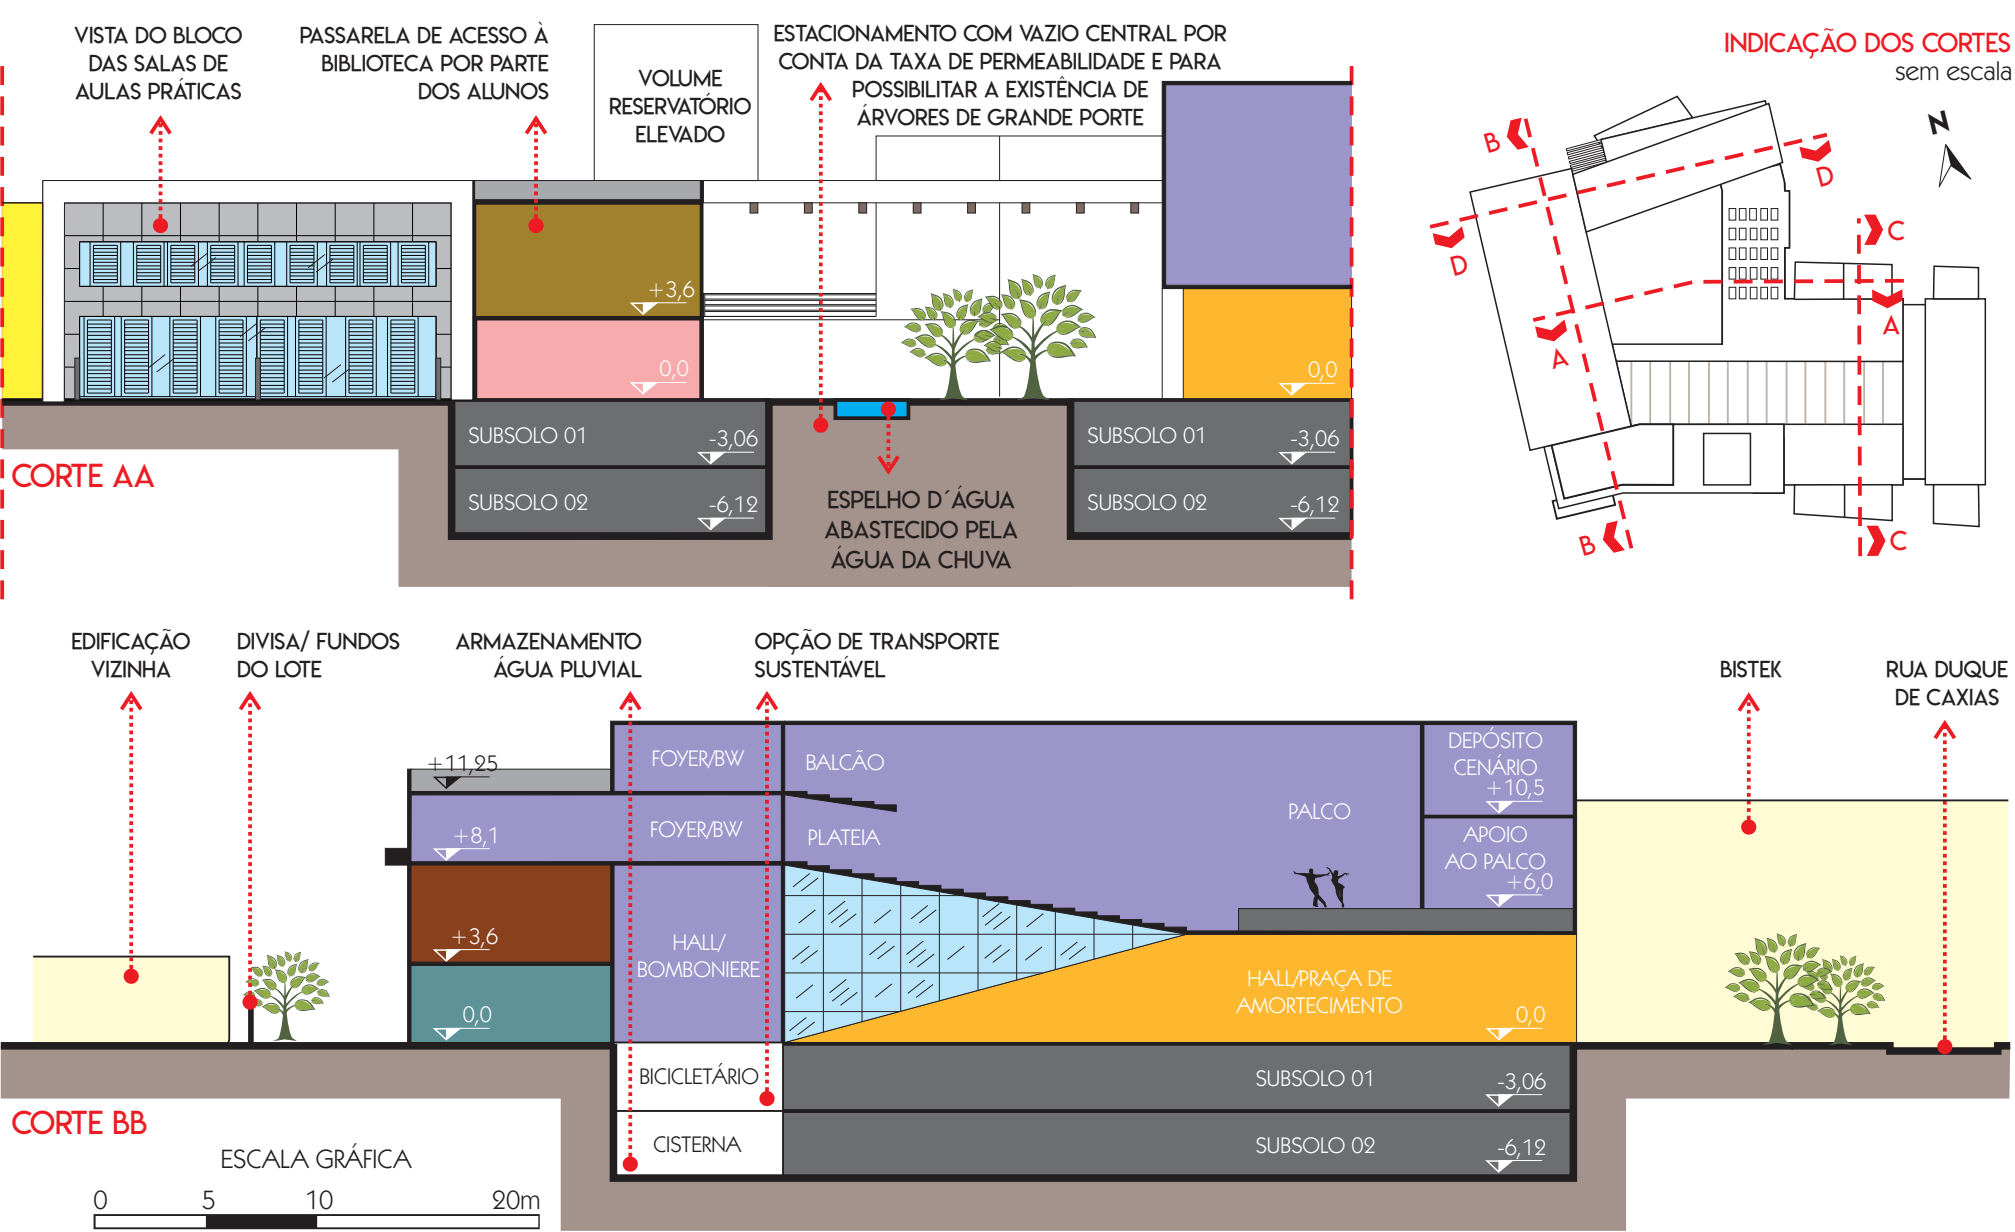 VISTA DO BLOCO
DAS SALAS DE
AULAS PRÁTICAS
PASSARELA DE ACESSO À
BIBLIOTECA POR PARTE
DOS ALUNOS
VOLUME
RESERVATÓRIO
ELEVADO
ESTACIONAMENTO COM VAZIO CENTRAL POR
CONTA DA TAXA DE PERMEABILIDADE E PARA
POSSIBILITAR A EXISTÊNCIA DE
ÁRVORES DE GRANDE PORTE
INDICAÇÃO DOS CORTES
sem escala
N
B
D
D
C
A
A
B
C
+3,6
0,0
0,0
SUBSOLO 01
-3,06
SUBSOLO 01
-3,06
SUBSOLO 02
-6,12
SUBSOLO 02
-6,12
CORTE AA
ESPELHO D´ÁGUA
ABASTECIDO PELA
ÁGUA DA CHUVA
EDIFICAÇÃO
VIZINHA
DIVISA/ FUNDOS
DO LOTE
ARMAZENAMENTO
ÁGUA PLUVIAL
OPÇÃO DE TRANSPORTE
SUSTENTÁVEL
BISTEK
RUA DUQUE
DE CAXIAS
+11,25
FOYER/BW
BALCÃO
DEPÓSITO
CENÁRIO
+10,5
+8,1
FOYER/BW
PLATEIA
PALCO
APOIO
AO PALCO
+6,0
+3,6
HALL/
BOMBONIERE
HALL/PRAÇA DE
AMORTECIMENTO
0,0
0,0
BICICLETÁRIO
SUBSOLO 01
-3,06
CISTERNA
SUBSOLO 02
-6,12
CORTE BB
ESCALA GRÁFICA
0 5 10 20m